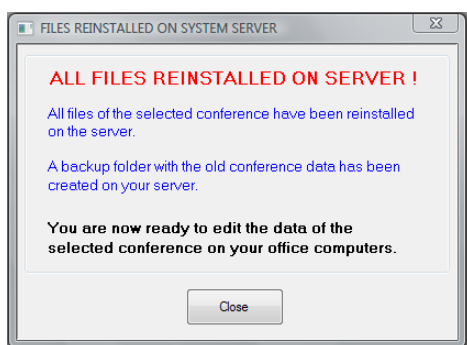 FILES REINSTALLED ON SYSTEM SERVER
ALL FILES REINSTALLED ON SERVER !
All files of the selected conference have been reinstalled
on the server.
A backup folder with the old conference data has been
created on your server.
You are now ready to edit the data of the
selected conference on your office computers.
Close